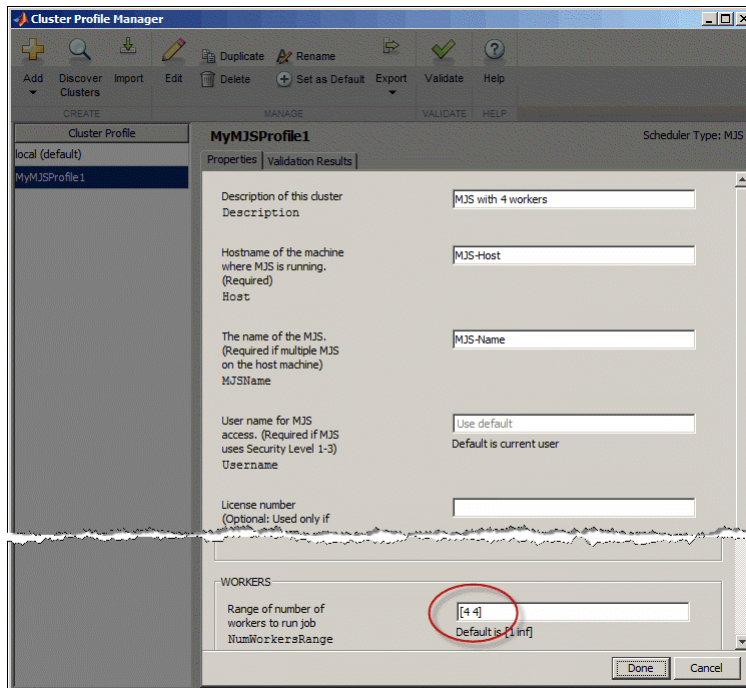 Cluster Profile Manager
Add
Discover
Clusters
Import
Edit
Duplicate
Rename
Delete
Set as Default
Export
Validate
Help
CREATE
MANAGE
VALIDATE
HELP
Cluster Profile
local (default)
MyMJSProfile1
MyMJSProfile1
Scheduler Type: MJS
Properties
Validation Results
Description of this cluster
Description
MJS with 4 workers
Hostname of the machine
where MJS is running.
(Required)
Host
MJS-Host
The name of the MJS.
(Required if multiple MJS
on the host machine)
MJSName
MJS-Name
User name for MJS
access. (Required if MJS
uses Security Level 1-3)
Username
Use default
Default is current user
License number
(Optional: Used only if
WORKERS
Range of number of
workers to run job
NumWorkersRange
[4 4]
Default is [1 inf]
Done
Cancel